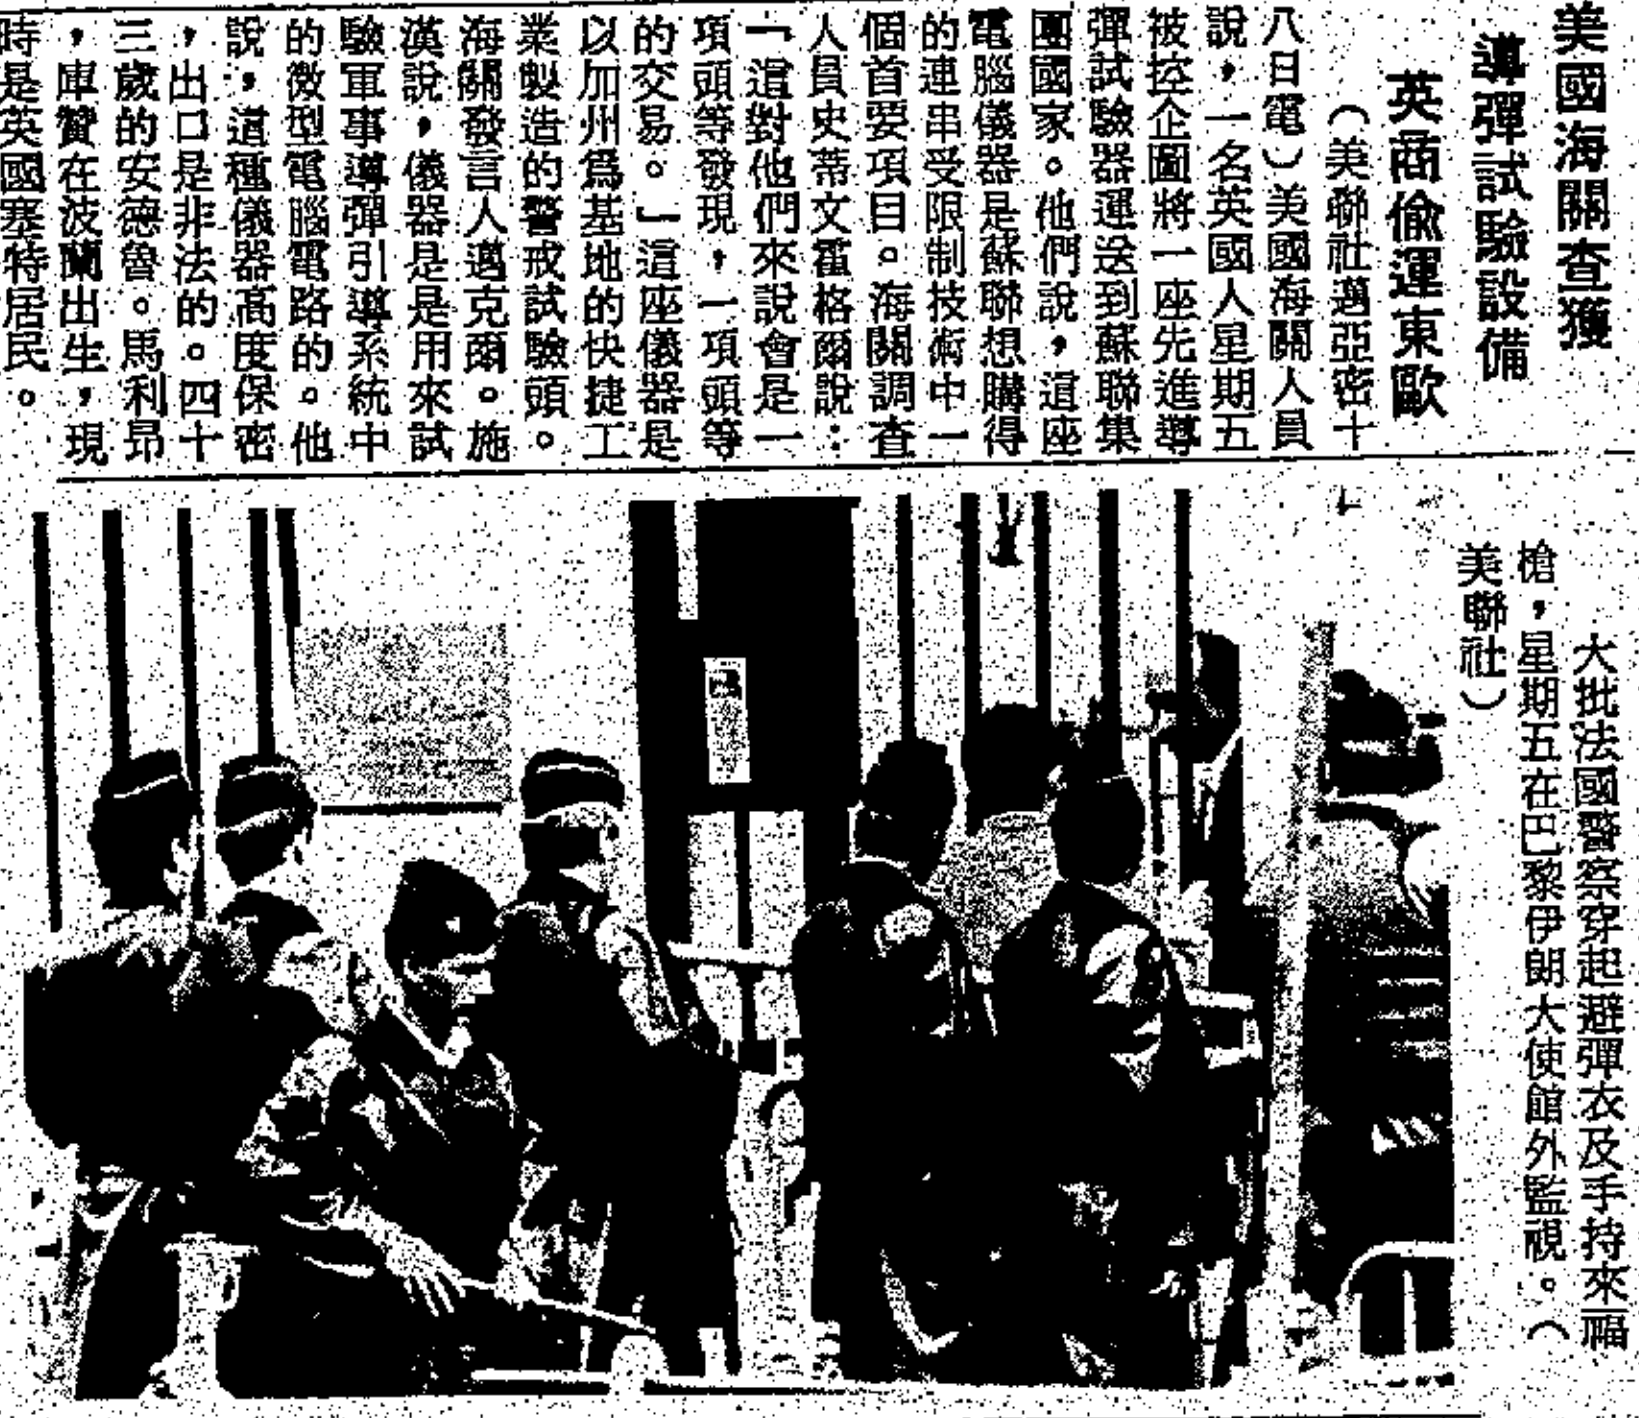 美國海關查獲
導彈試驗設備
英商偷運東歐
（美聯社邁亞密十
八日電）美國海關人員
說，一名英國人星期五
被控企圖將一座先進導
彈試驗器運送到蘇聯集
團國家。他們說，這座
電腦儀器是蘇聯想購得
的連串受限制技術中一
個首要項目。海關調查
人員史蒂文霍格爾說：
「這對他們來說會是一
項頭等發現，一項頭等
的交易。」這座儀器是
以加州爲基地的快捷工
業製造的警戒試驗頭。
海關發言人邁克爾。施
漢說，儀器是是用來試
驗軍事導彈引導系統中
的微型電腦電路的。他
說，這種儀器高度保密
，出口是非法的。四十
三歲的安德魯。馬利昂
，庫贊在波蘭出生，現
時是英國塞特居民。
大批法國警察穿起避彈衣及手持來福
槍，星期五在巴黎伊朗大使館外監視。（
美聯社）